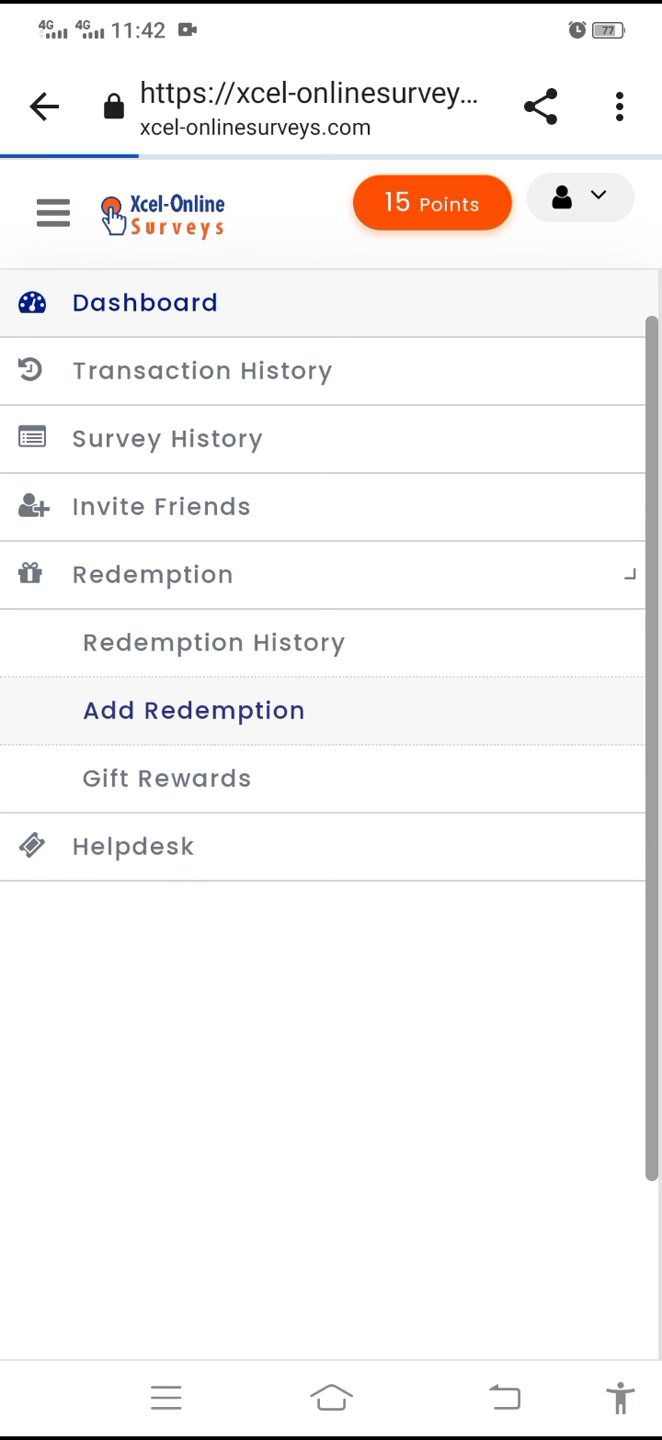 4G 4G 11:42 77
https://xcel-onlinesurvey...
xcel-onlinesurveys.com
Xcel-Online
Surveys
15 Points
Dashboard
Transaction History
Survey History
Invite Friends
Redemption
Redemption History
Add Redemption
Gift Rewards
Helpdesk